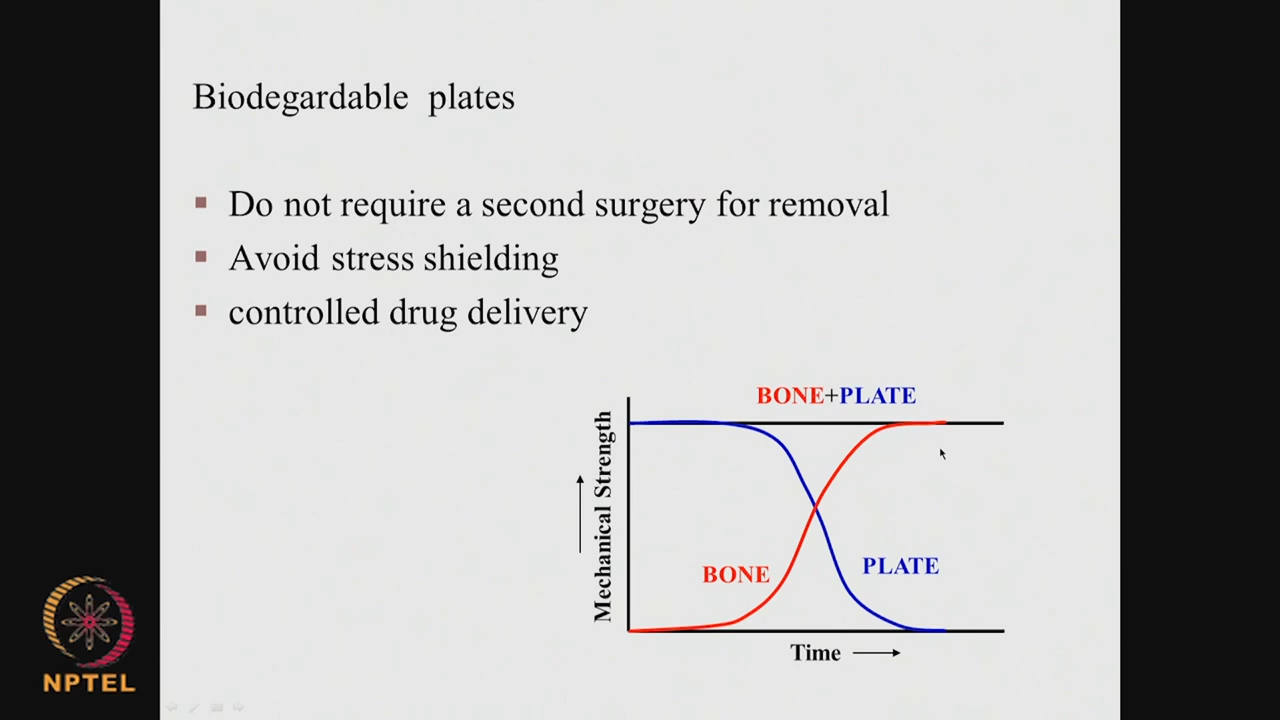 Biodegardable plates
Do not require a second surgery for removal
Avoid stress shielding
controlled drug delivery
BONE+PLATE
Mechanical Strength
BONE
PLATE
Time
NPTEL